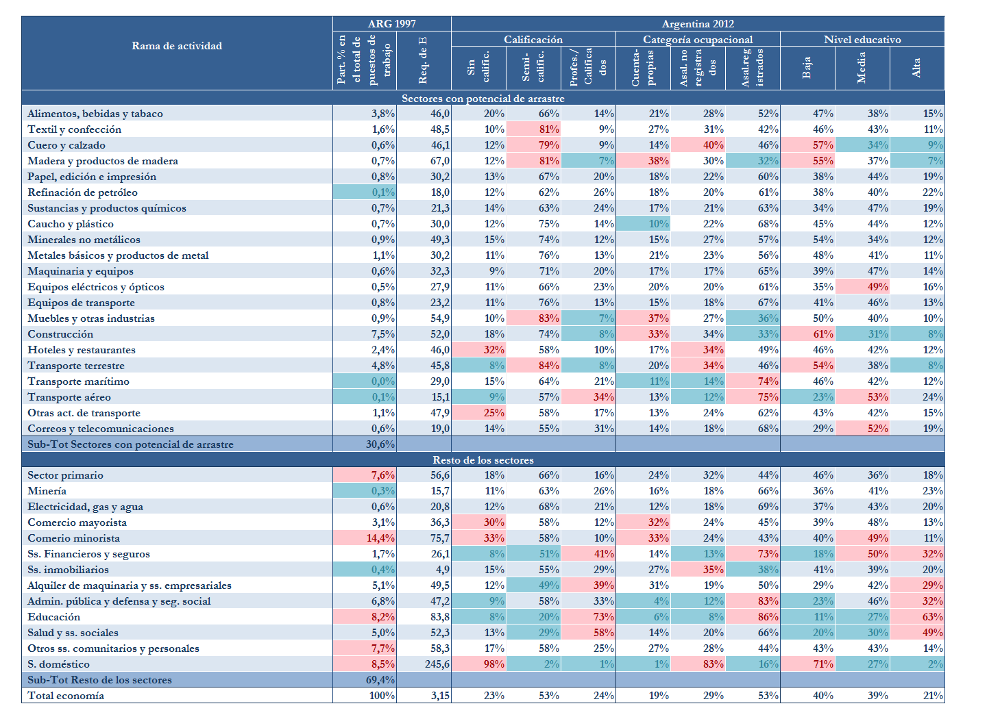 Rama de actividad ARG 1997 Argentina 2012
Part. % en el total de puestos de trabajo Req. de E Calificación Categoría ocupacional Nivel educativo
Sin calific. Semi-calific. Profes./Califica dos Cuenta-propias Asal. no registra dos Asal.reg istrados Baja Media Alta
Sectores con potencial de arrastre
Alimentos, bebidas y tabaco 3,8% 46,0 20% 66% 14% 21% 28% 52% 47% 38% 15%
Textil y confección 1,6% 48,5 10% 81% 9% 27% 31% 42% 46% 43% 11%
Cuero y calzado 0,6% 46,1 12% 79% 9% 14% 40% 46% 57% 34% 9%
Madera y productos de madera 0,7% 67,0 12% 81% 7% 38% 30% 32% 55% 37% 7%
Papel, edición e impresión 0,8% 30,2 13% 67% 20% 18% 22% 60% 38% 44% 19%
Refinación de petróleo 0,1% 18,0 12% 62% 26% 18% 20% 61% 38% 40% 22%
Sustancias y productos químicos 0,7% 21,3 14% 63% 24% 17% 21% 63% 34% 47% 19%
Caucho y plástico 0,7% 30,0 12% 75% 14% 10% 22% 68% 45% 44% 12%
Minerales no metálicos 0,9% 49,3 15% 74% 12% 15% 27% 57% 54% 34% 12%
Metales básicos y productos de metal 1,1% 30,2 11% 76% 13% 21% 23% 56% 48% 41% 11%
Maquinaria y equipos 0,6% 32,3 9% 71% 20% 17% 17% 65% 39% 47% 14%
Equipos eléctricos y ópticos 0,5% 27,9 11% 66% 23% 20% 20% 61% 35% 49% 16%
Equipos de transporte 0,8% 23,2 11% 76% 13% 15% 18% 67% 41% 46% 13%
Muebles y otras industrias 0,9% 54,9 10% 83% 7% 37% 27% 36% 50% 40% 10%
Construcción 7,5% 52,0 18% 74% 8% 33% 34% 33% 61% 31% 8%
Hoteles y restaurantes 2,4% 46,0 32% 58% 10% 17% 34% 49% 46% 42% 12%
Transporte terrestre 4,8% 45,8 8% 84% 8% 20% 34% 46% 54% 38% 8%
Transporte marítimo 0,0% 29,0 15% 64% 21% 11% 14% 74% 46% 42% 12%
Transporte aéreo 0,1% 15,1 9% 57% 34% 13% 12% 75% 23% 53% 24%
Otras act. de transporte 1,1% 47,9 25% 58% 17% 13% 24% 62% 43% 42% 15%
Correos y telecomunicaciones 0,6% 19,0 14% 55% 31% 14% 18% 68% 29% 52% 19%
Sub-Tot Sectores con potencial de arrastre 30,6%
Resto de los sectores
Sector primario 7,6% 56,6 18% 66% 16% 24% 32% 44% 46% 36% 18%
Minería 0,3% 15,7 11% 63% 26% 16% 18% 66% 36% 41% 23%
Electricidad, gas y agua 0,6% 20,8 12% 68% 21% 12% 18% 69% 37% 43% 20%
Comercio mayorista 3,1% 36,3 30% 58% 12% 32% 24% 45% 39% 48% 13%
Comerio minorista 14,4% 75,7 33% 58% 10% 33% 24% 43% 40% 49% 11%
Ss. Financieros y seguros 1,7% 26,1 8% 51% 41% 14% 13% 73% 18% 50% 32%
Ss. inmobiliarios 0,4% 4,9 15% 55% 29% 27% 35% 38% 41% 39% 20%
Alquiler de maquinaria y ss. empresariales 5,1% 49,5 12% 49% 39% 31% 19% 50% 29% 42% 29%
Admin. pública y defensa y seg. social 6,8% 47,2 9% 58% 33% 4% 12% 83% 23% 46% 32%
Educación 8,2% 83,8 8% 20% 73% 6% 8% 86% 11% 27% 63%
Salud y ss. sociales 5,0% 52,3 13% 29% 58% 14% 20% 66% 20% 30% 49%
Otros ss. comunitarios y personales 7,7% 58,3 17% 58% 25% 27% 28% 44% 43% 43% 14%
S. doméstico 8,5% 245,6 98% 2% 1% 1% 83% 16% 71% 27% 2%
Sub-Tot Resto de los sectores 69,4%
Total economía 100% 3,15 23% 53% 24% 19% 29% 53% 40% 39% 21%